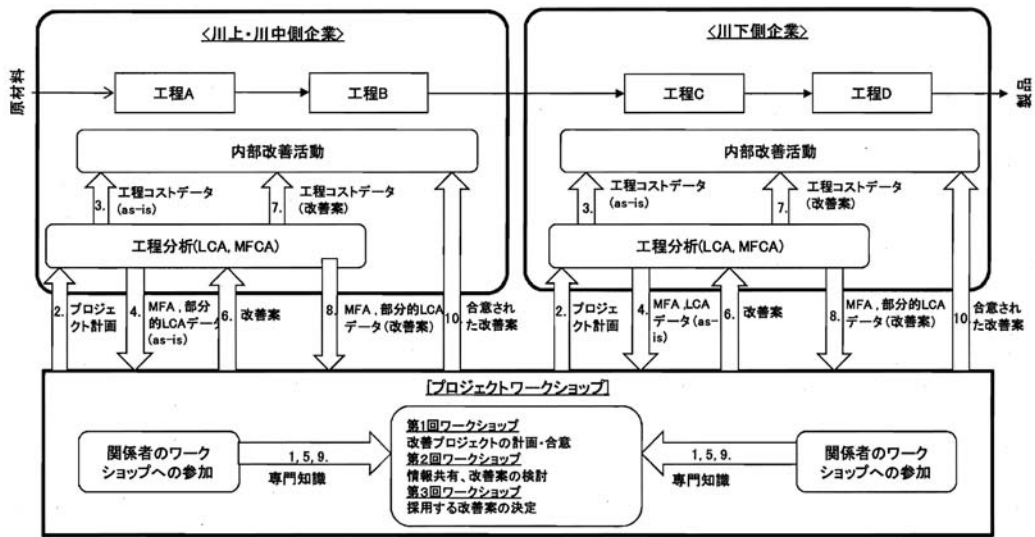 <川上・川中側企業>
原材料
工程A
工程B
内部改善活動
3.
工程コストデータ
(as-is)
7.
工程コストデータ
(改善案)
工程分析(LCA, MFCA)
2.
プロジェ
クト計画
4.
MFA,部分
的LCAデータ
(as-is)
6.
改善案
8.
MFA,部分的LCA
データ(改善案)
10
合意され
た改善案
<川下側企業>
工程C
工程D
製品
内部改善活動
3.
工程コストデータ
(as-is)
7.
工程コストデータ
(改善案)
工程分析(LCA, MFCA)
2.
プロジェ
クト計画
4.
MFA,LCA
データ(as-
is)
6.
改善案
8.
MFA,部分的LCA
データ(改善案)
10
合意され
た改善案
[プロジェクトワークショップ]
関係者のワーク
ショップへの参加
1,5,9.
専門知識
第1回ワークショップ
改善プロジェクトの計画・合意
第2回ワークショップ
情報共有、改善案の検討
第3回ワークショップ
採用する改善案の決定
1,5,9.
専門知識
関係者のワーク
ショップへの参加